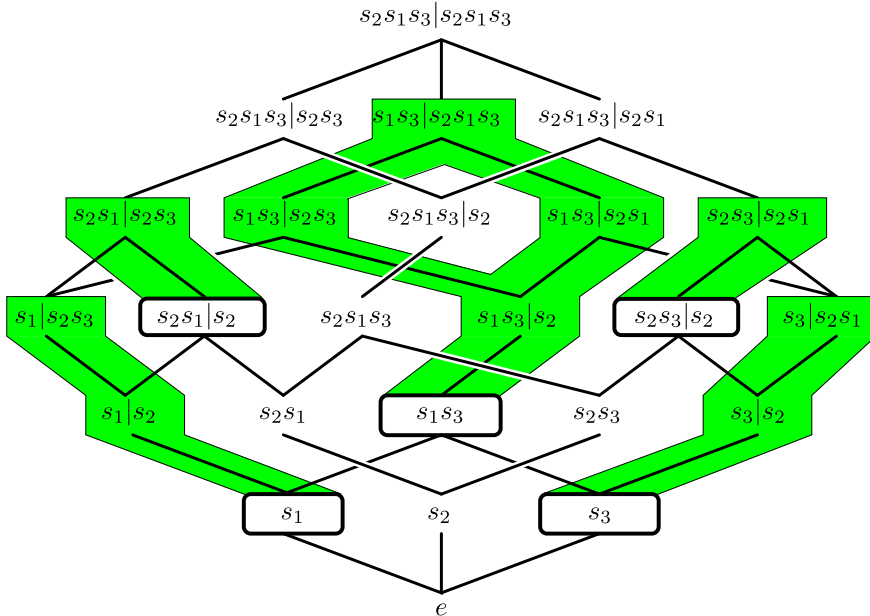 s₂s₁s₃|s₂s₁s₃
s₂s₁s₃|s₂s₃ s₁s₃|s₂s₁s₃ s₂s₁s₃|s₂s₁
s₂s₁|s₂s₃ s₁s₃|s₂s₃ s₂s₁s₃|s₂ s₁s₃|s₂s₁ s₂s₃|s₂s₁
s₁|s₂s₃ s₂s₁|s₂ s₂s₁s₃ s₁s₃|s₂ s₂s₃|s₂ s₃|s₂s₁
s₁|s₂ s₂s₁ s₁s₃ s₂s₃ s₃|s₂
s₁ s₂ s₃
e